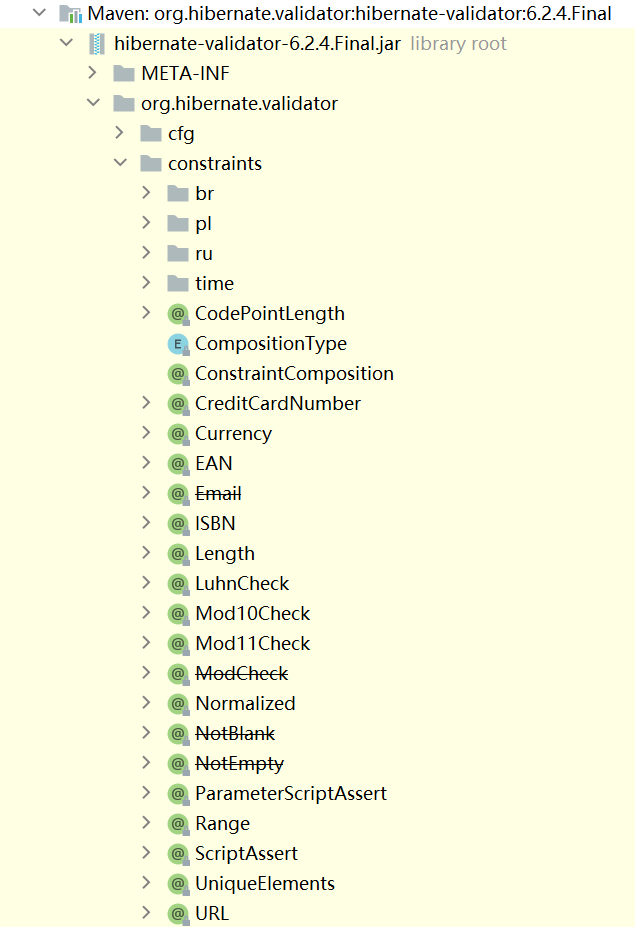 Maven: org.hibernate.validator:hibernate-validator:6.2.4.Final
hibernate-validator-6.2.4.Final.jar library root
META-INF
org.hibernate.validator
cfg
constraints
br
pl
ru
time
CodePointLength
CompositionType
ConstraintComposition
CreditCardNumber
Currency
EAN
Email
ISBN
Length
LuhnCheck
Mod10Check
Mod11Check
ModCheck
Normalized
NotBlank
NotEmpty
ParameterScriptAssert
Range
ScriptAssert
UniqueElements
URL